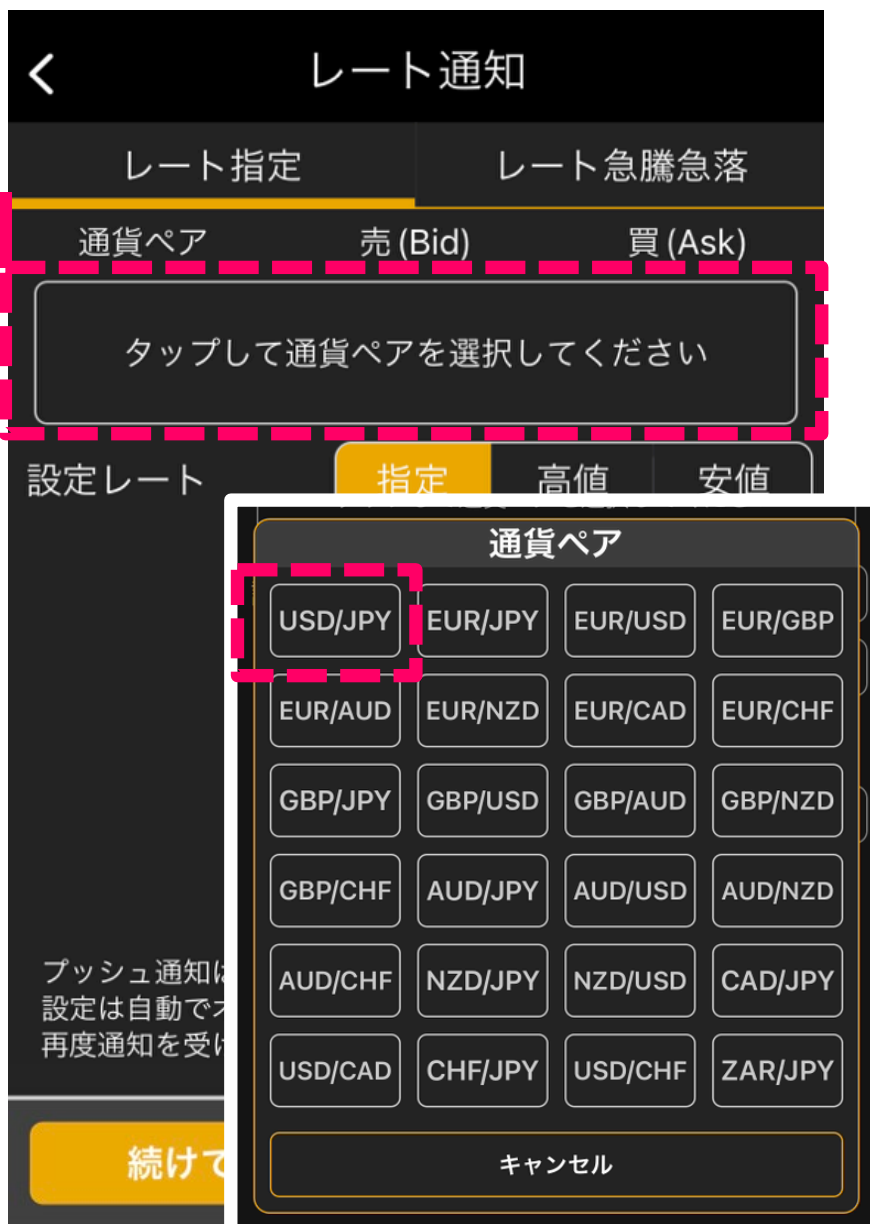 レート通知
レート指定 レート急騰急落
通貨ペア 売(Bid) 買(Ask)
タップして通貨ペアを選択してください
設定レート 指定 高値 安値
通貨ペア
USD/JPY EUR/JPY EUR/USD EUR/GBP
EUR/AUD EUR/NZD EUR/CAD EUR/CHF
GBP/JPY GBP/USD GBP/AUD GBP/NZD
GBP/CHF AUD/JPY AUD/USD AUD/NZD
AUD/CHF NZD/JPY NZD/USD CAD/JPY
USD/CAD CHF/JPY USD/CHF ZAR/JPY
キャンセル
プッシュ通知は
設定は自動で
再度通知を受け
続けて